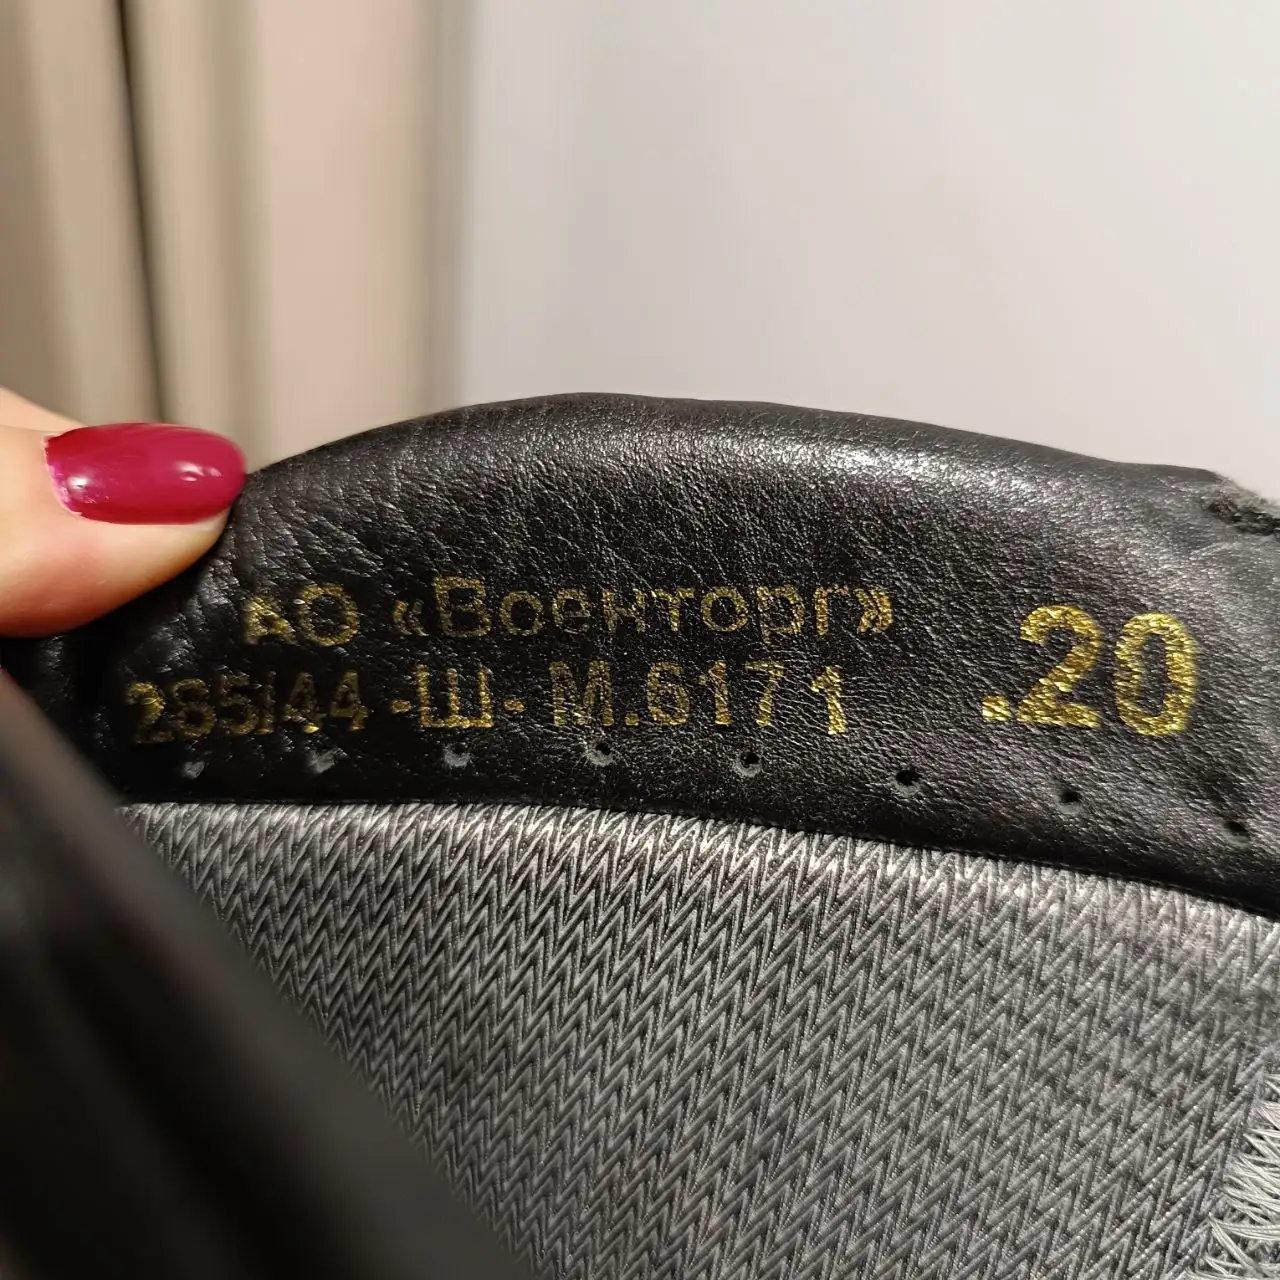 АО «Военторг»
285/44 -Ш- М.6171
.20